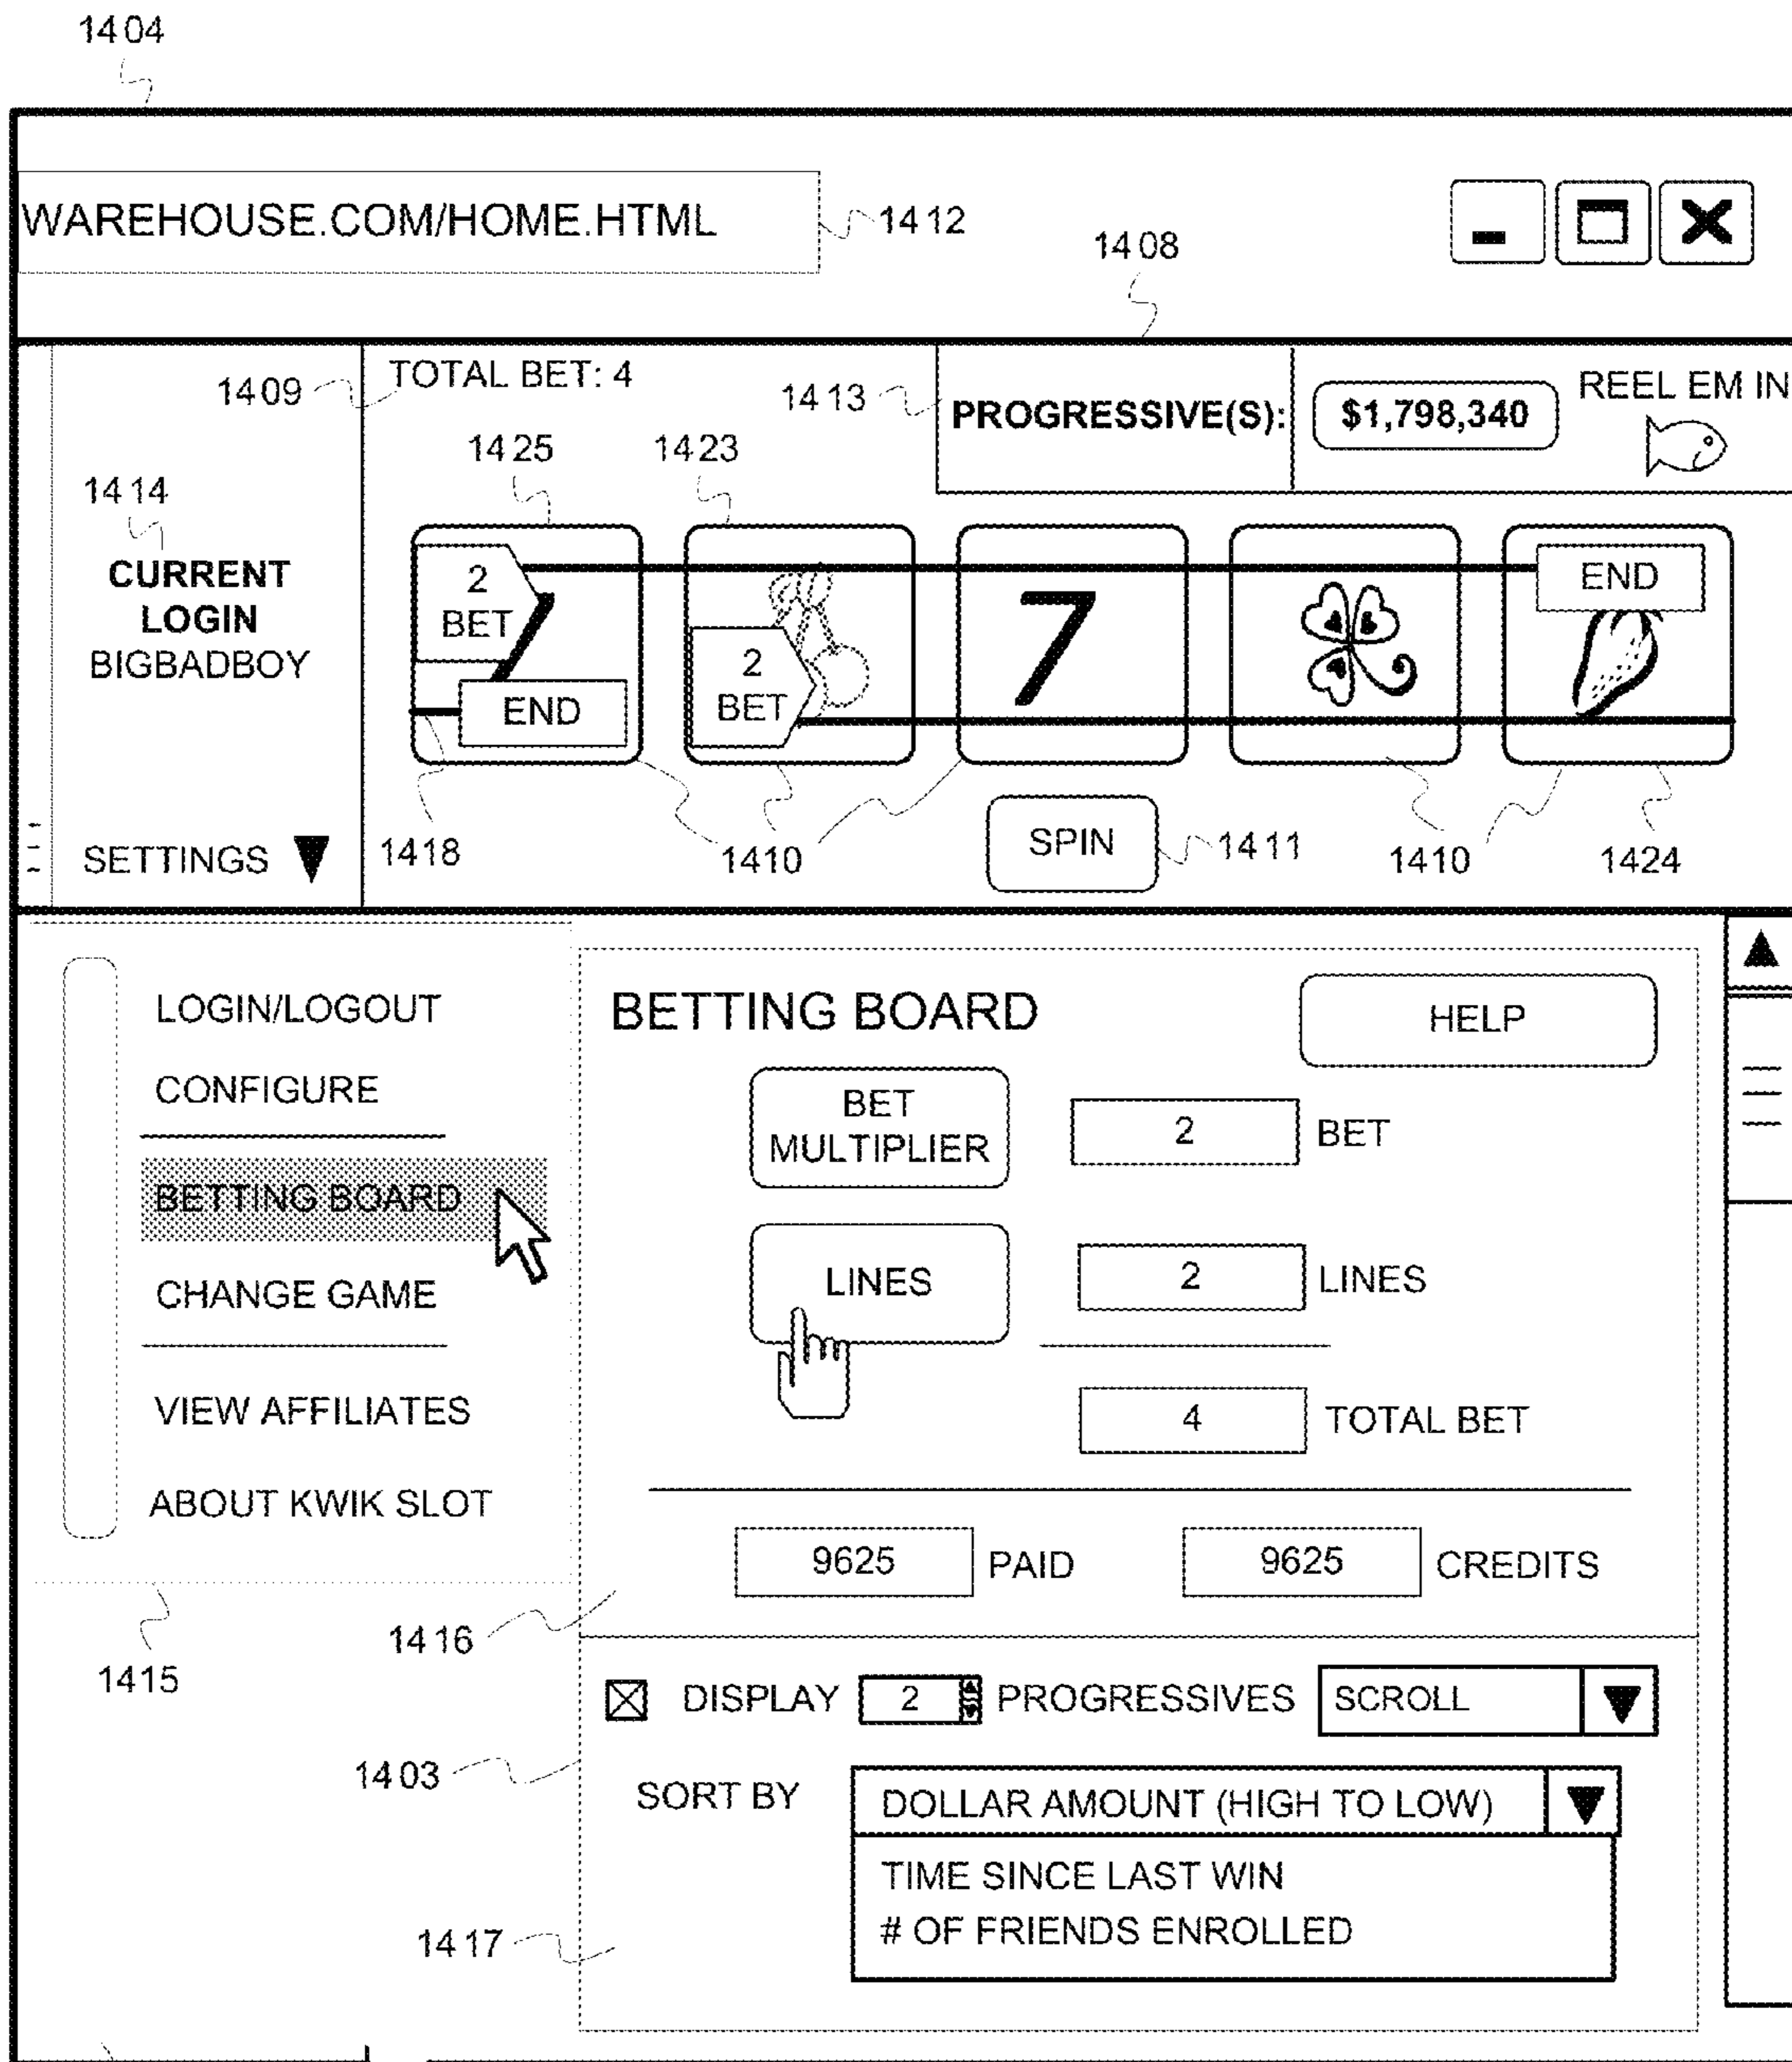 1404
WAREHOUSE.COM/HOME.HTML
1412
1408
1409
TOTAL BET: 4
1413
PROGRESSIVE(S):
$1,798,340
REEL EM IN
1425
1423
1414
CURRENT
LOGIN
BIGBADBOY
2
BET
END
2
BET
7
END
SETTINGS
1418
1410
SPIN
1411
1410
1424
LOGIN/LOGOUT
CONFIGURE
BETTING BOARD
CHANGE GAME
VIEW AFFILIATES
ABOUT KWIK SLOT
1415
BETTING BOARD
HELP
BET
MULTIPLIER
2 BET
LINES
2 LINES
4 TOTAL BET
9625 PAID
9625 CREDITS
1416
DISPLAY 2 PROGRESSIVES SCROLL
1403
SORT BY
DOLLAR AMOUNT (HIGH TO LOW)
TIME SINCE LAST WIN
# OF FRIENDS ENROLLED
1417